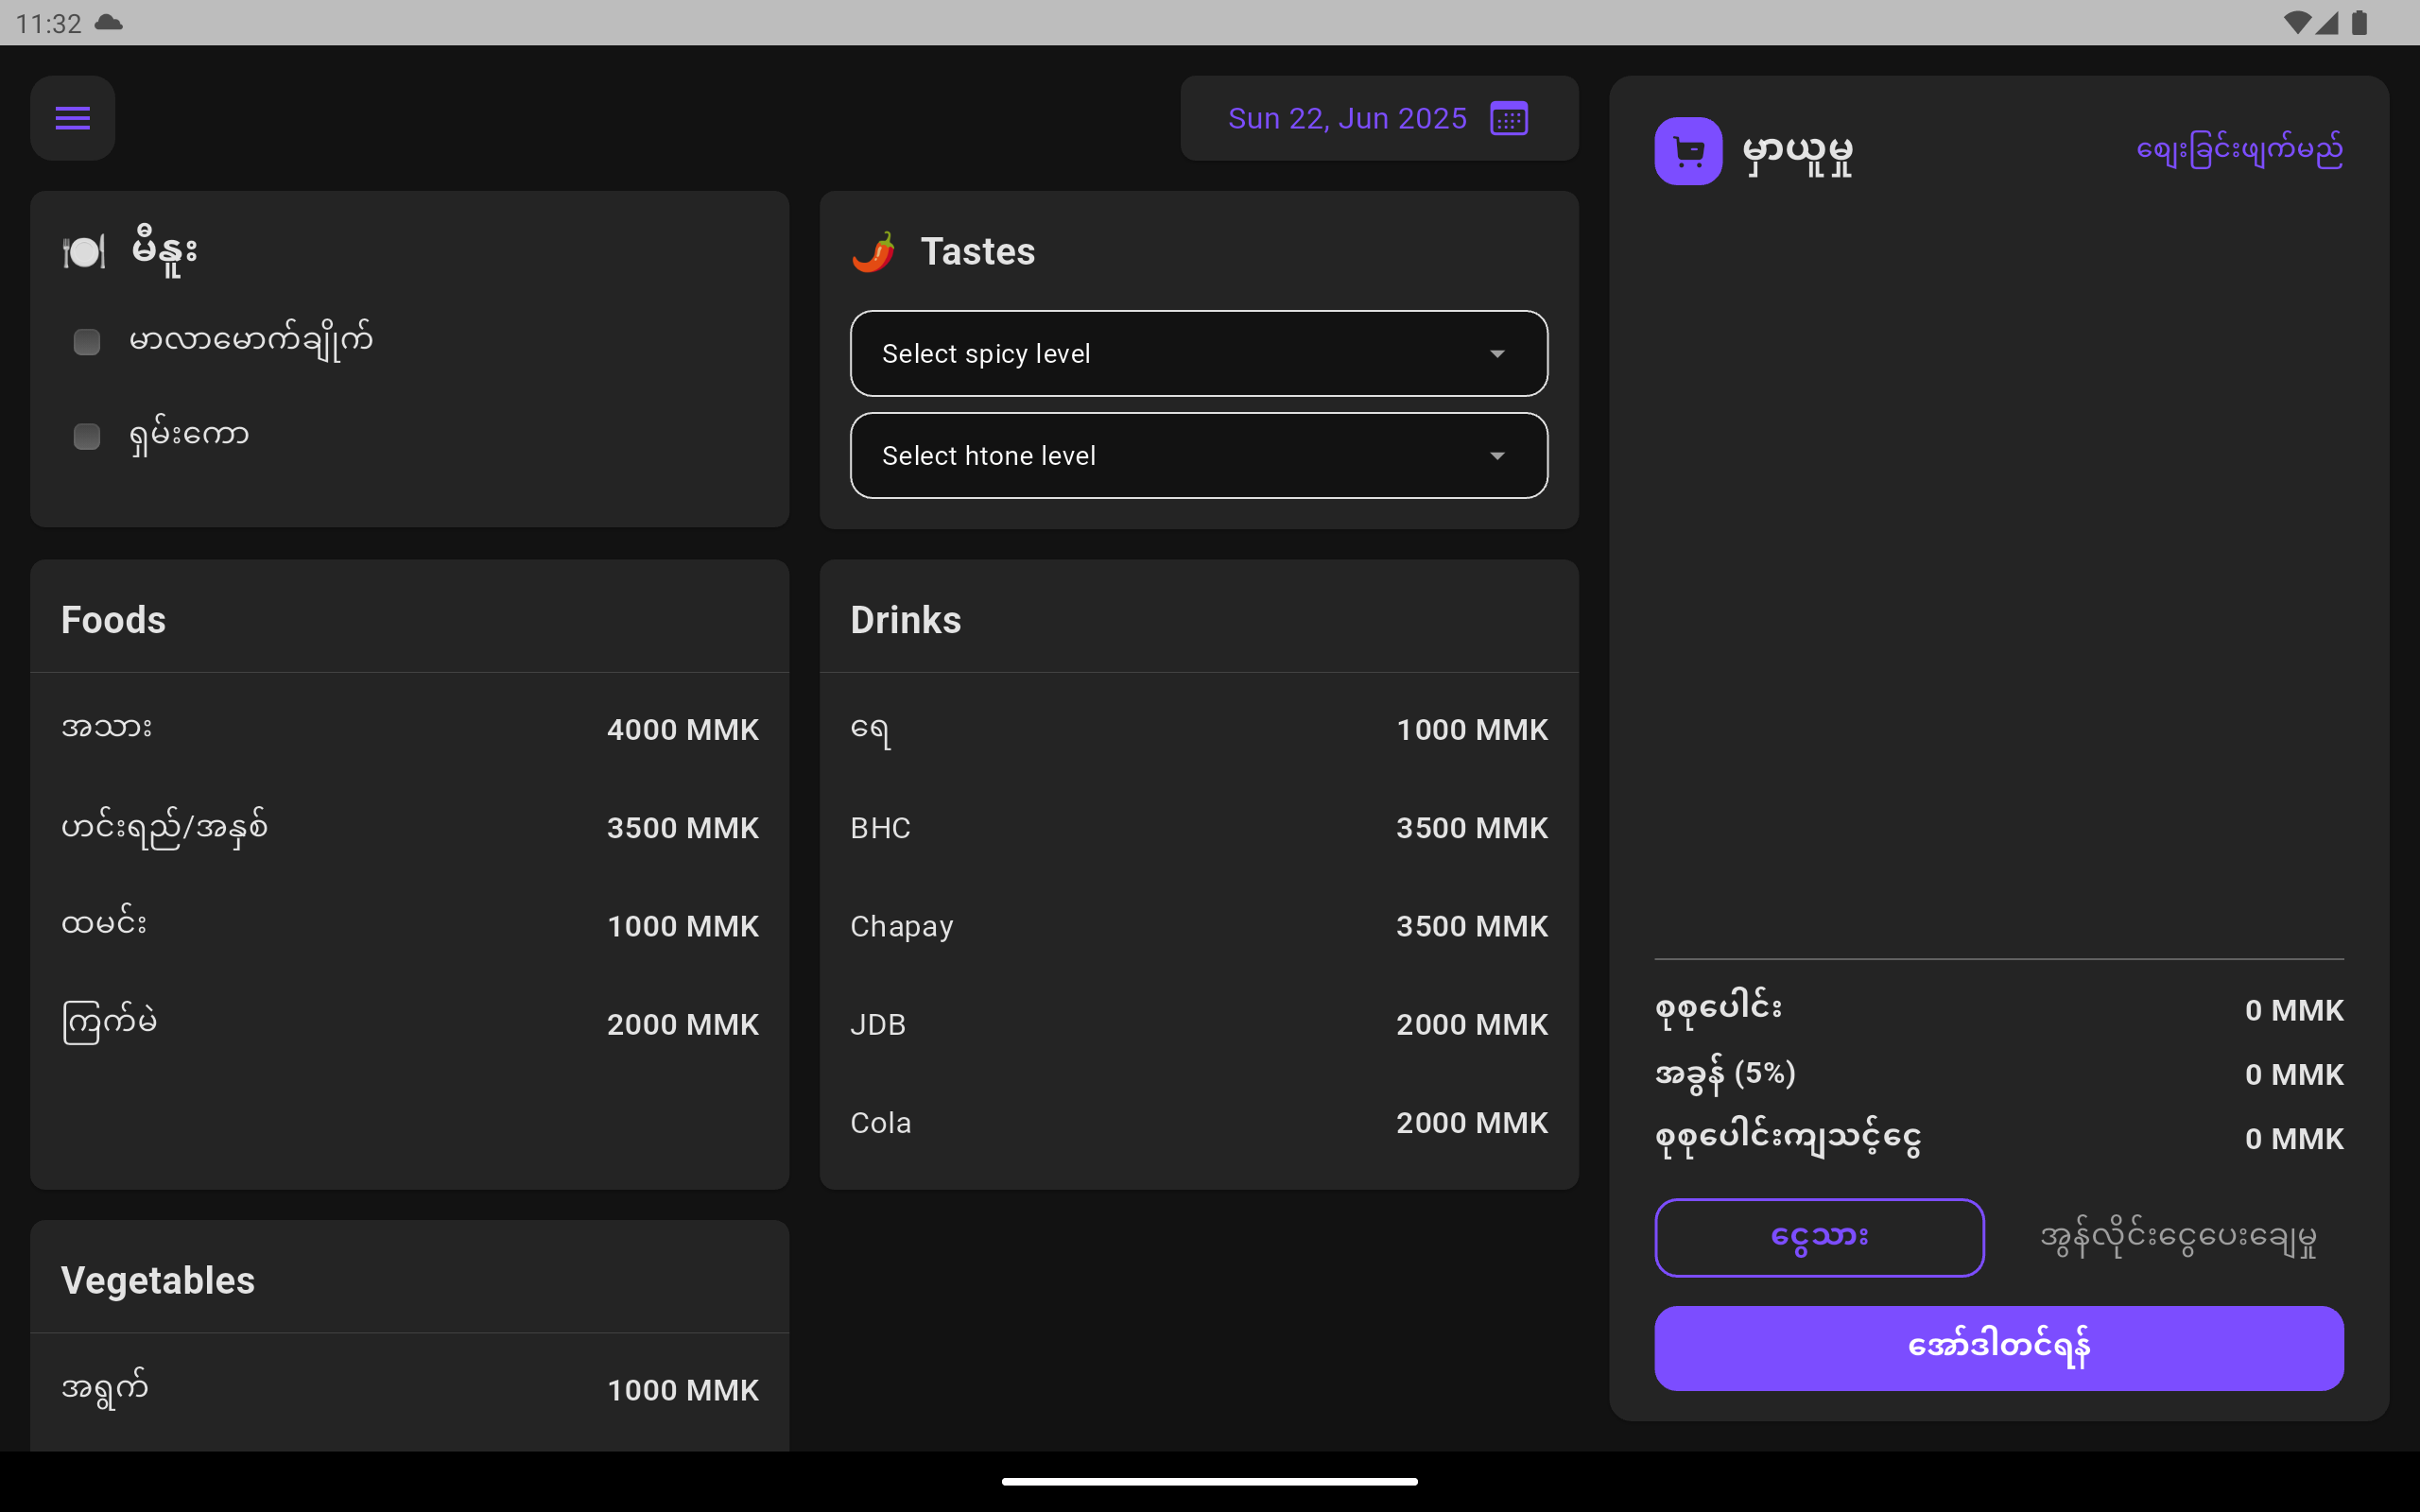 11:32
Sun 22, Jun 2025
မီနူး
မာလာမောက်ချိုက်
ရှမ်းကော
Tastes
Select spicy level
Select htone level
Foods
အသား 4000 MMK
ဟင်းရည်/အနှစ် 3500 MMK
ထမင်း 1000 MMK
ကြက်မဲ 2000 MMK
Drinks
ရေ 1000 MMK
BHC 3500 MMK
Chapay 3500 MMK
JDB 2000 MMK
Cola 2000 MMK
Vegetables
အရွက် 1000 MMK
မှာယူမှု
စျေးခြင်းဖျက်မည်
စုစုပေါင်း 0 MMK
အခွန် (5%) 0 MMK
စုစုပေါင်းကျသင့်ငွေ 0 MMK
ငွေသား
အွန်လိုင်းငွေပေးချေမှု
အော်ဒါတင်ရန်